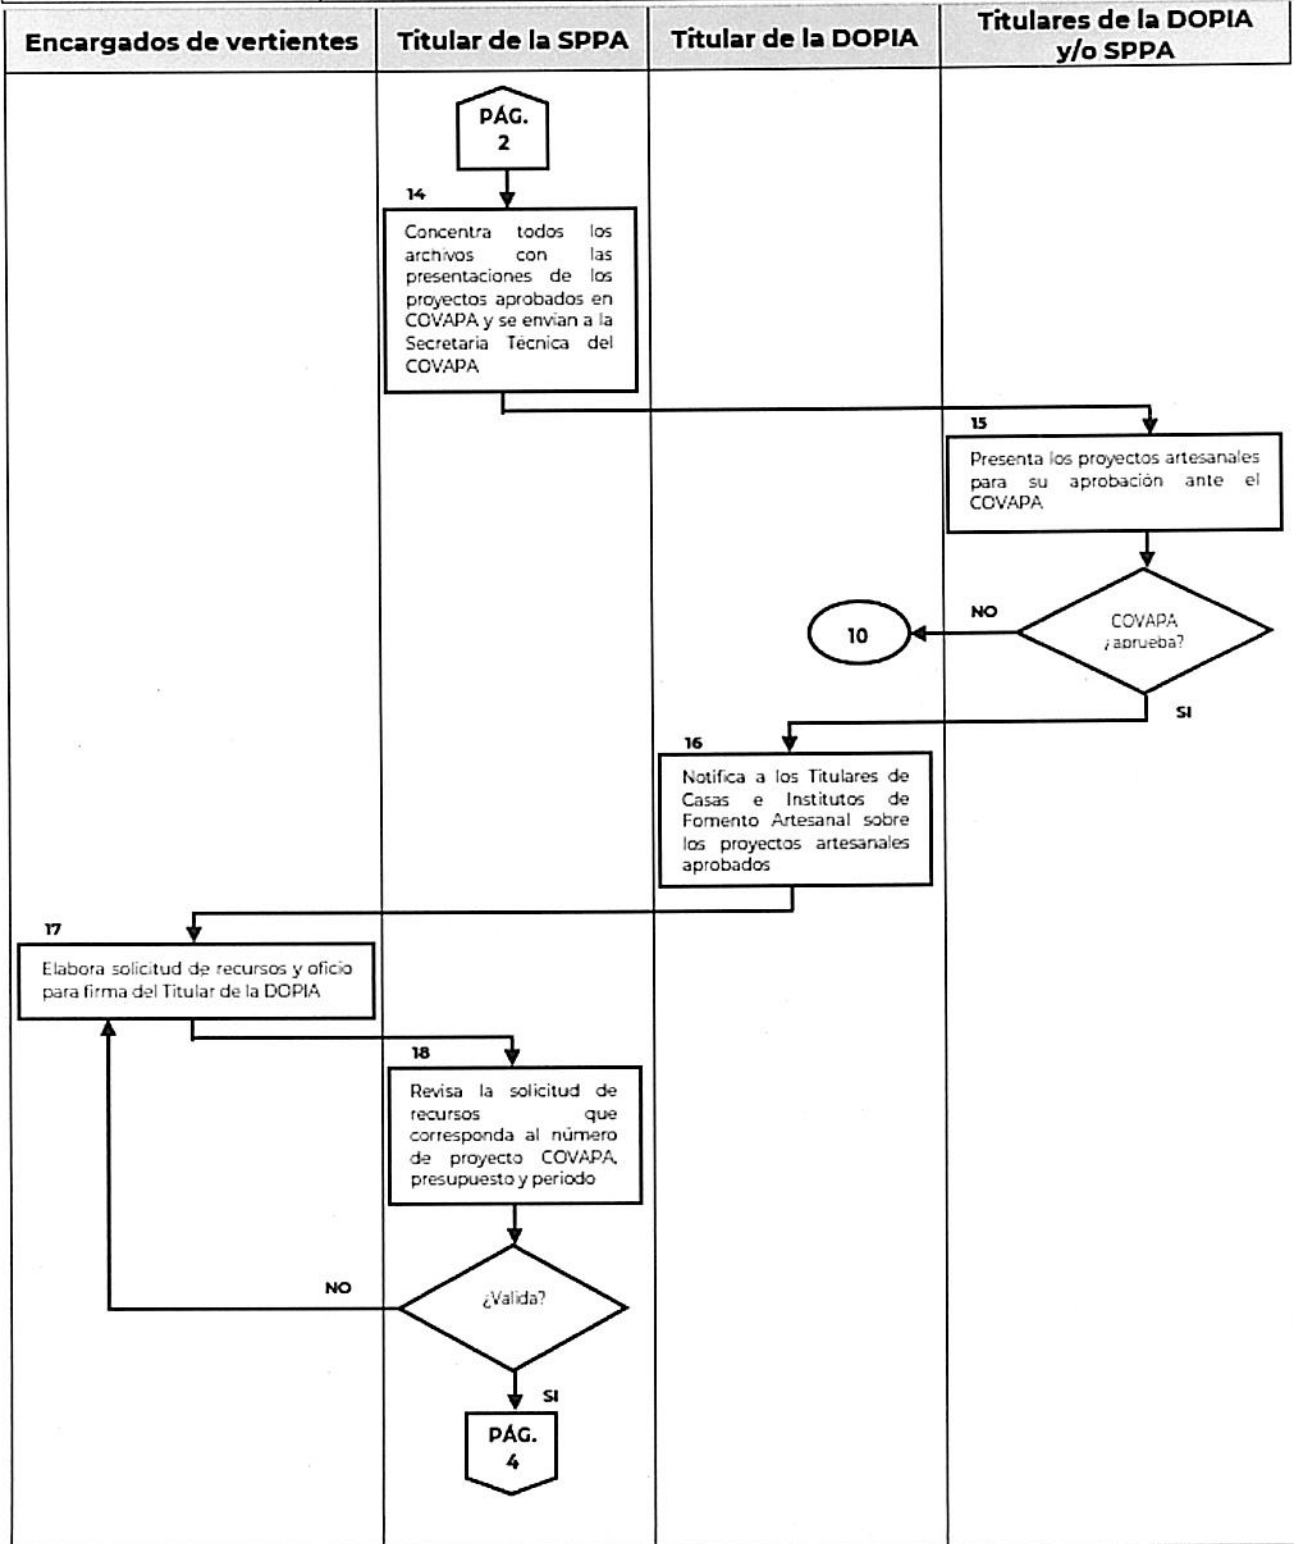 Encargados de vertientes
Titular de la SPPA
Titular de la DOPIA
Titulares de la DOPIA
y/o SPPA
PÁG.
2
14
Concentra todos los
archivos con las
presentaciones de los
proyectos aprobados en
COVAPA y se envían a la
Secretaria Técnica del
COVAPA
15
Presenta los proyectos artesanales
para su aprobación ante el
COVAPA
COVAPA
¿aprueba?
NO
10
SI
16
Notifica a los Titulares de
Casas e Institutos de
Fomento Artesanal sobre
los proyectos artesanales
aprobados
17
Elabora solicitud de recursos y oficio
para firma del Titular de la DOPIA
18
Revisa la solicitud de
recursos que
corresponda al número
de proyecto COVAPA,
presupuesto y periodo
¿Valida?
NO
SI
PÁG.
4